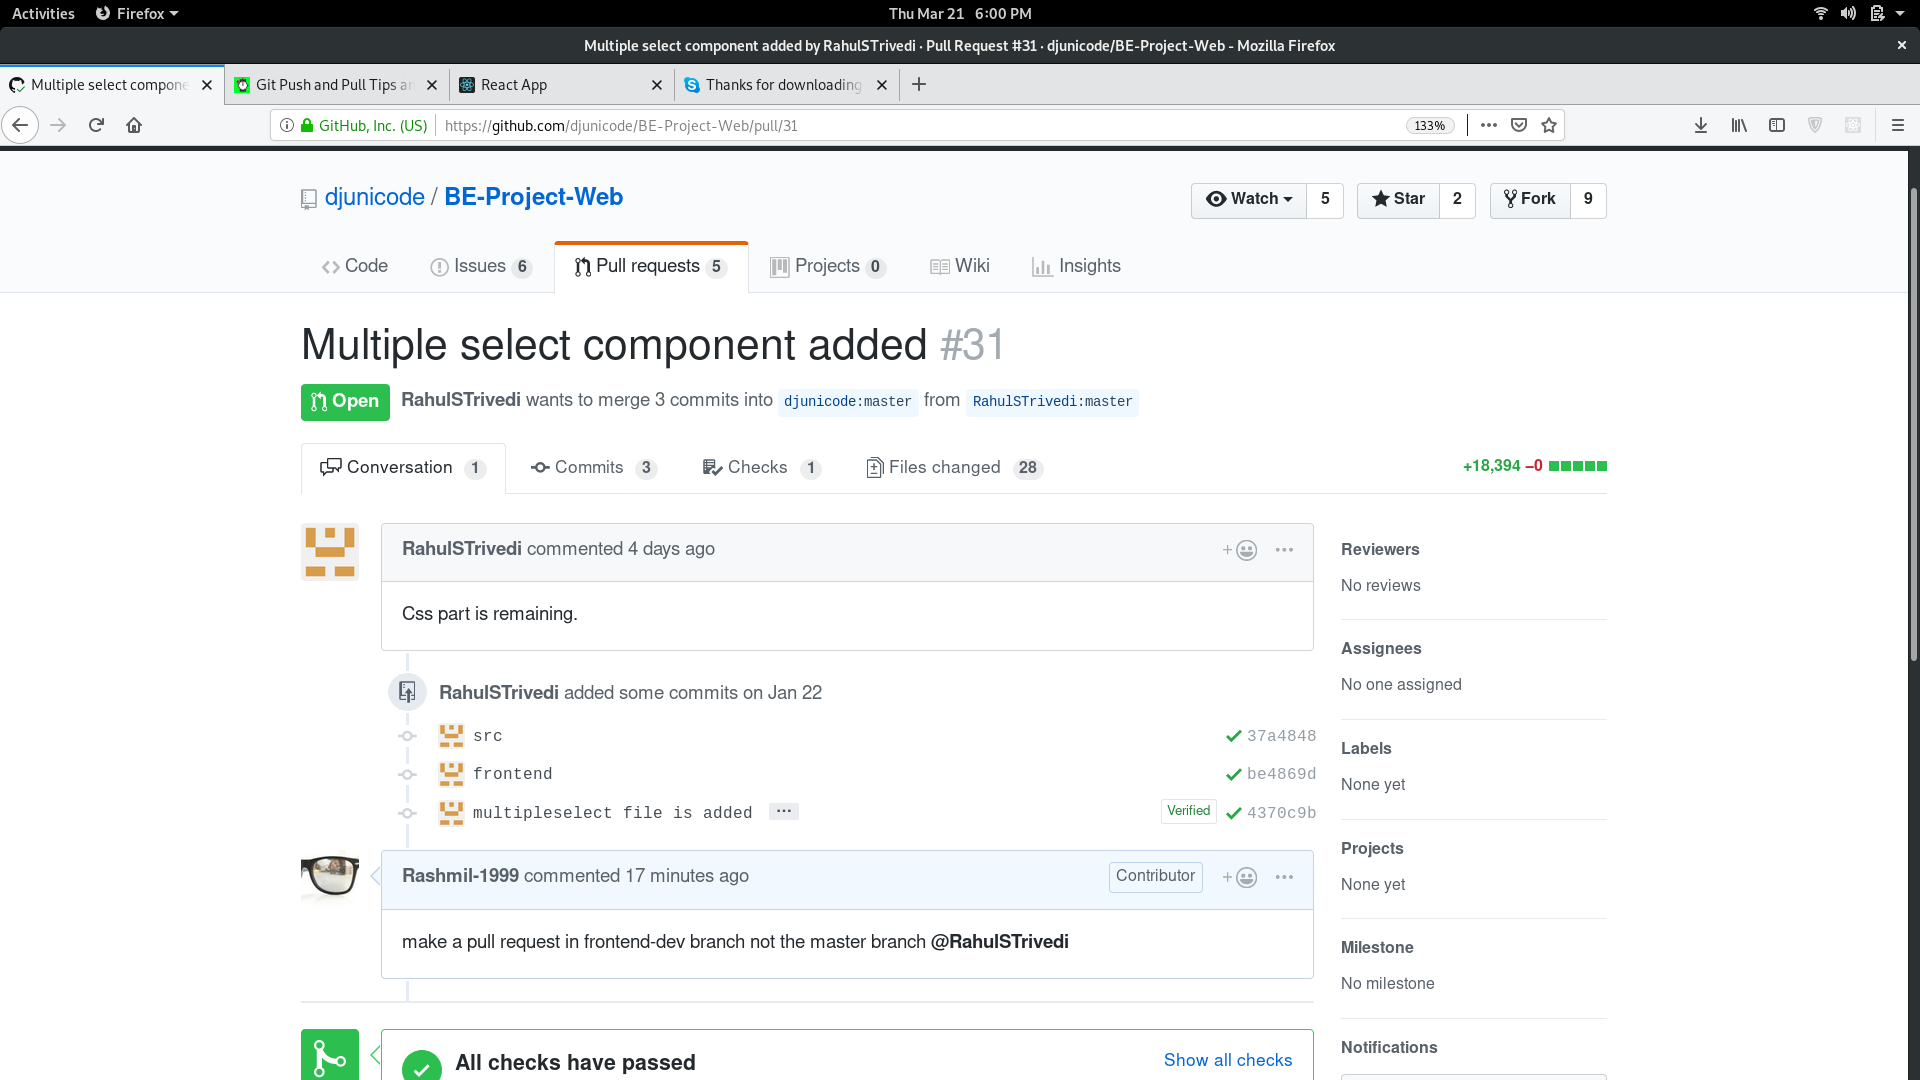 Activities Firefox Thu Mar 21 6:00 PM
Multiple select component added by RahulSTrivedi · Pull Request #31 · djunicode/BE-Project-Web - Mozilla Firefox
Multiple select compone Git Push and Pull Tips an React App Thanks for downloading
GitHub, Inc. (US) https://github.com/djunicode/BE-Project-Web/pull/31 133%
djunicode / BE-Project-Web Watch 5 Star 2 Fork 9
Code Issues 6 Pull requests 5 Projects 0 Wiki Insights
Multiple select component added #31
Open RahulSTrivedi wants to merge 3 commits into djunicode:master from RahulSTrivedi:master
Conversation 1 Commits 3 Checks 1 Files changed 28 +18,394 −0
RahulSTrivedi commented 4 days ago
Css part is remaining.
RahulSTrivedi added some commits on Jan 22
src 37a4848
frontend be4869d
multipleselect file is added ... Verified 4370c9b
Rashmil-1999 commented 17 minutes ago Contributor
make a pull request in frontend-dev branch not the master branch @RahulSTrivedi
All checks have passed Show all checks
Reviewers
No reviews
Assignees
No one assigned
Labels
None yet
Projects
None yet
Milestone
No milestone
Notifications